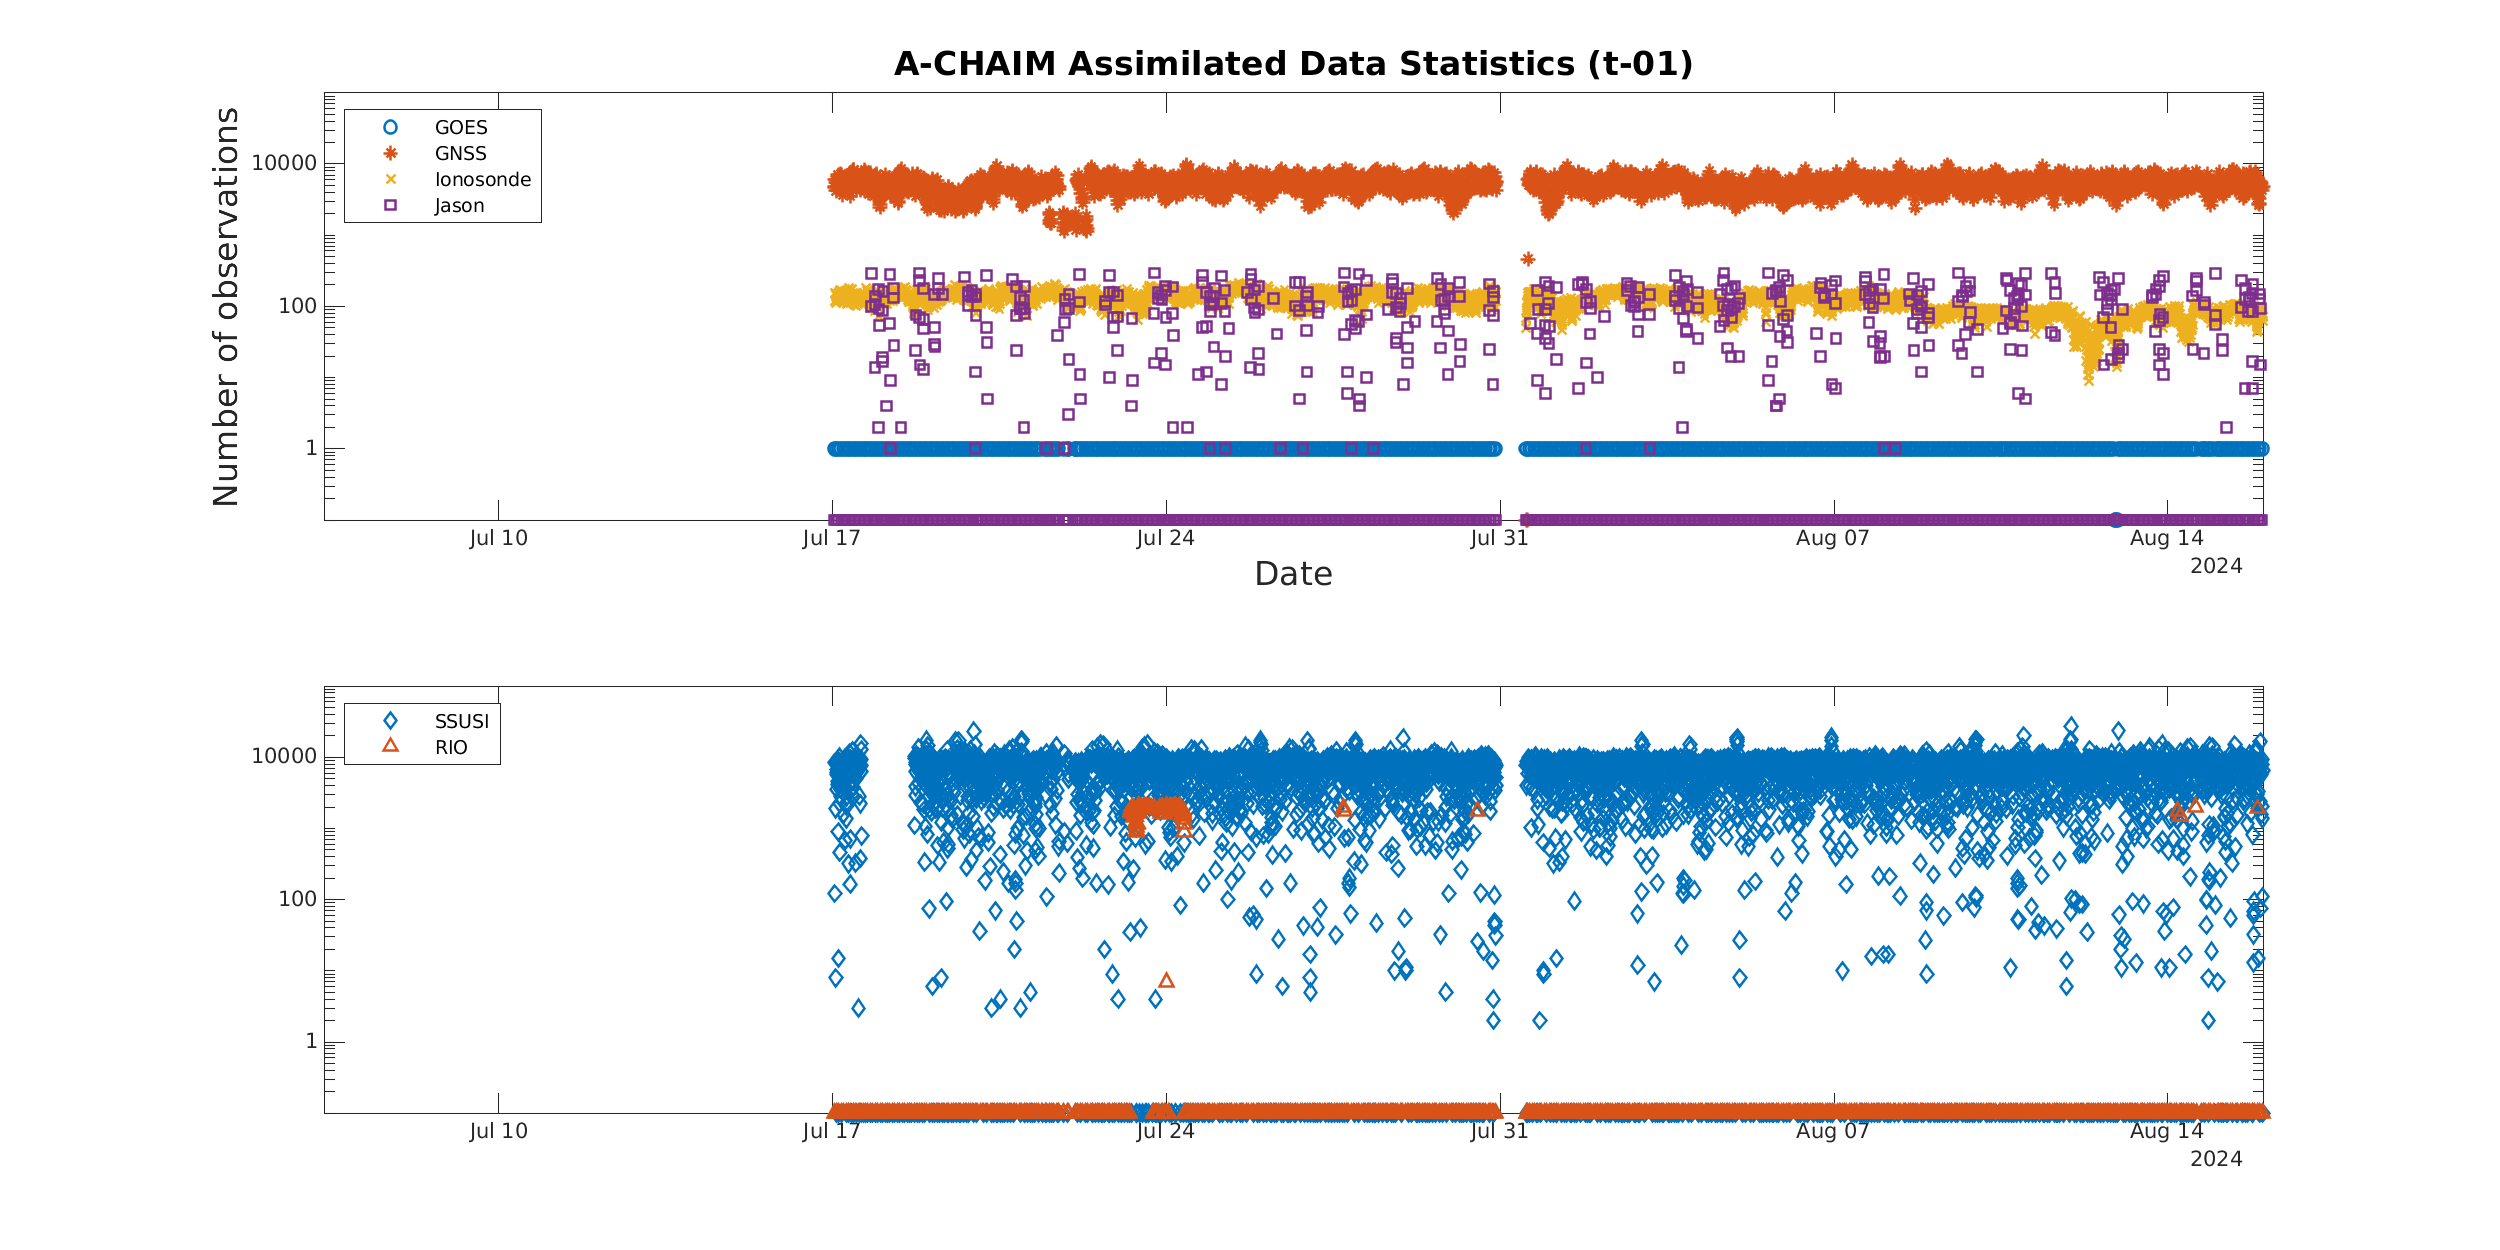 A-CHAIM Assimilated Data Statistics (t-01)
Number of observations
10000
100
1
GOES
GNSS
Ionosonde
Jason
Jul 10
Jul 17
Jul 24
Jul 31
Aug 07
Aug 14
2024
Date
10000
100
1
SSUSI
RIO
Jul 10
Jul 17
Jul 24
Jul 31
Aug 07
Aug 14
2024